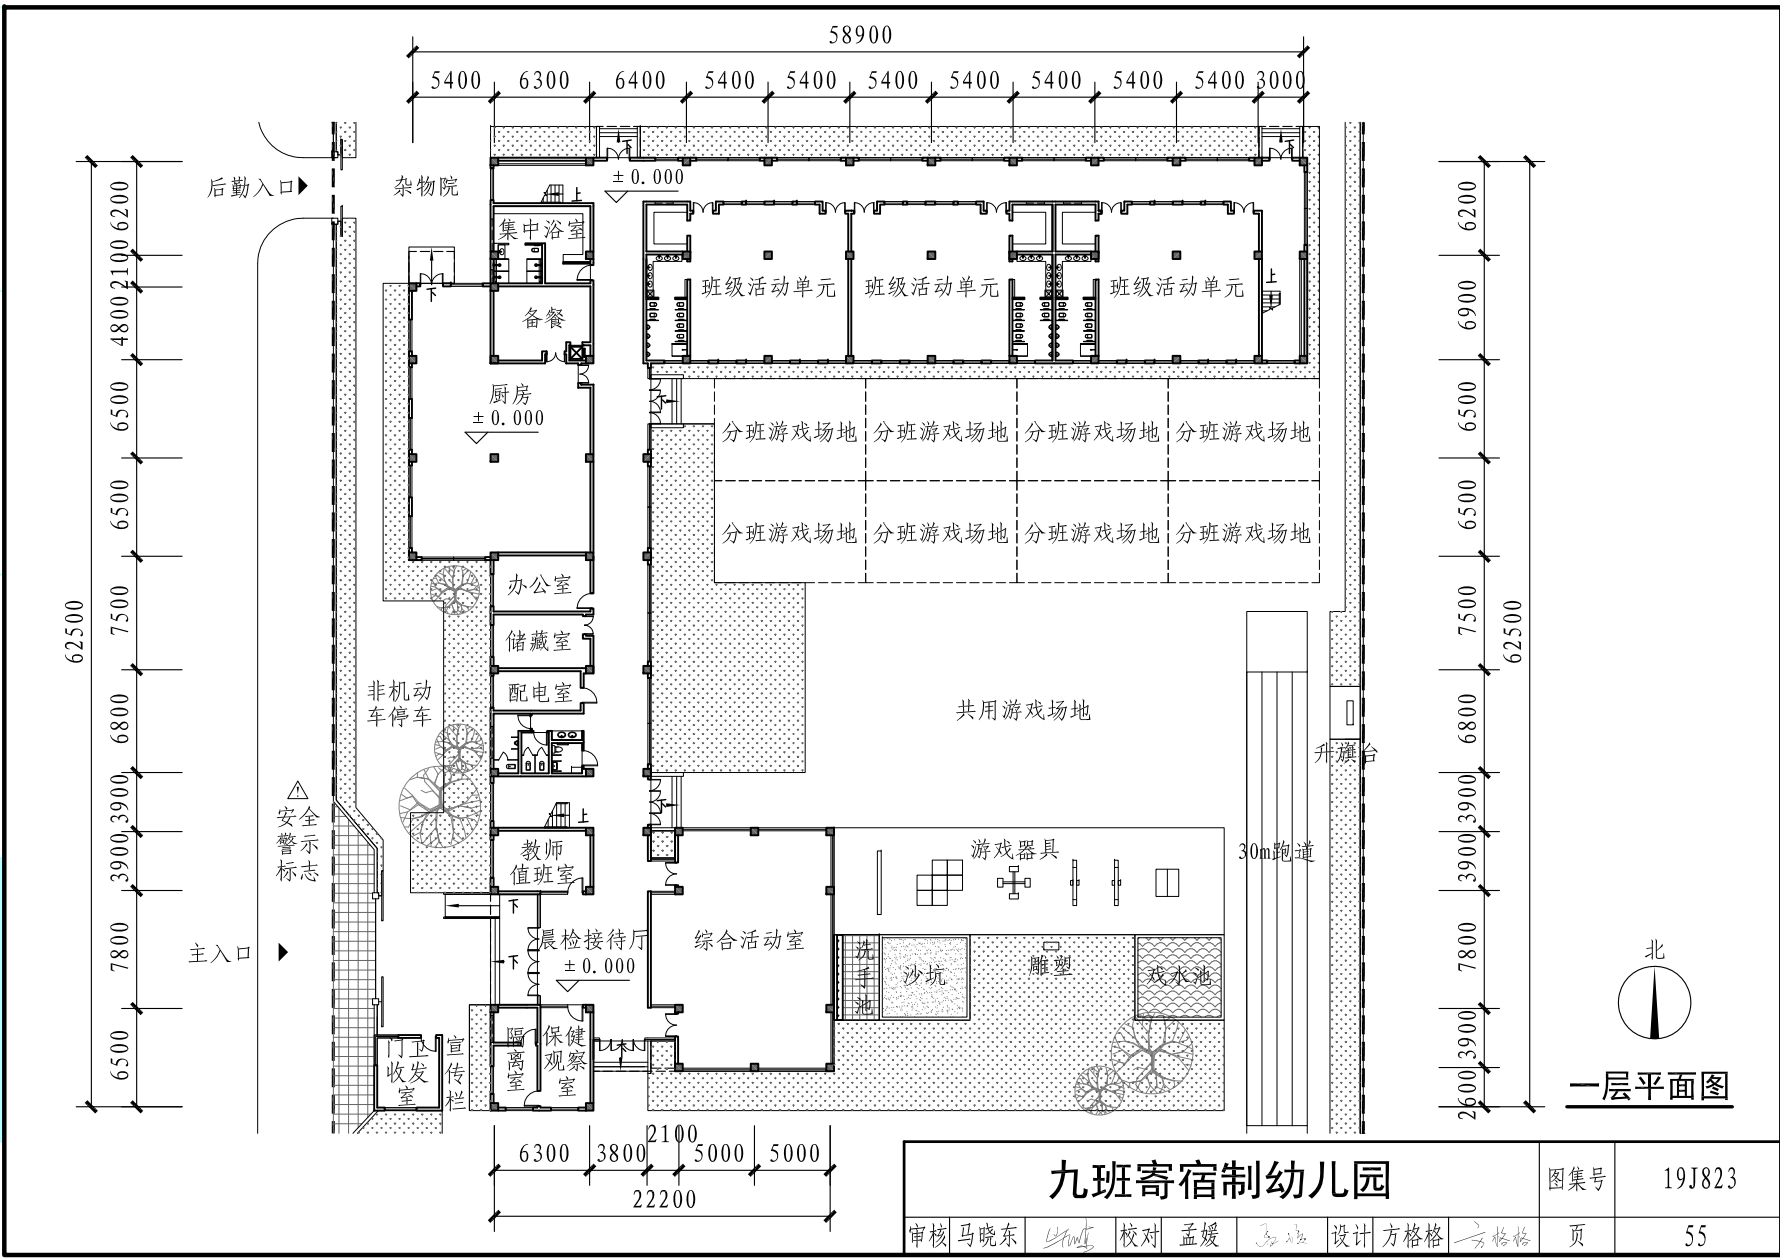 58900
5400 6300 6400 5400 5400 5400 5400 5400 5400 5400 3000
后勤入口
杂物院
下
下
±0.000
上
集中浴室
班级活动单元 班级活动单元 班级活动单元
上
下
备餐
厨房
±0.000
下
分班游戏场地 分班游戏场地 分班游戏场地 分班游戏场地
分班游戏场地 分班游戏场地 分班游戏场地 分班游戏场地
办公室
储藏室
配电室
非机动
车停车
共用游戏场地
升旗台
安全
警示
标志
上
下
教师
值班室
游戏器具
30m跑道
主入口
下
下
晨检接待厅
±0.000
综合活动室
洗手池
沙坑
雕塑
戏水池
门卫
收发
室
宣传栏
隔离室
保健
观察
室
下
62500
6200
2100
4800
6500
6500
7500
6800
3900
3900
7800
6500
6200
6900
6500
6500
7500
6800
3900
3900
7800
3900
2600
62500
北
一层平面图
2100
6300 3800 5000 5000
22200
九班寄宿制幼儿园 图集号 19J823
审核 马晓东 校对 孟媛 设计 方格格 方格格 页 55